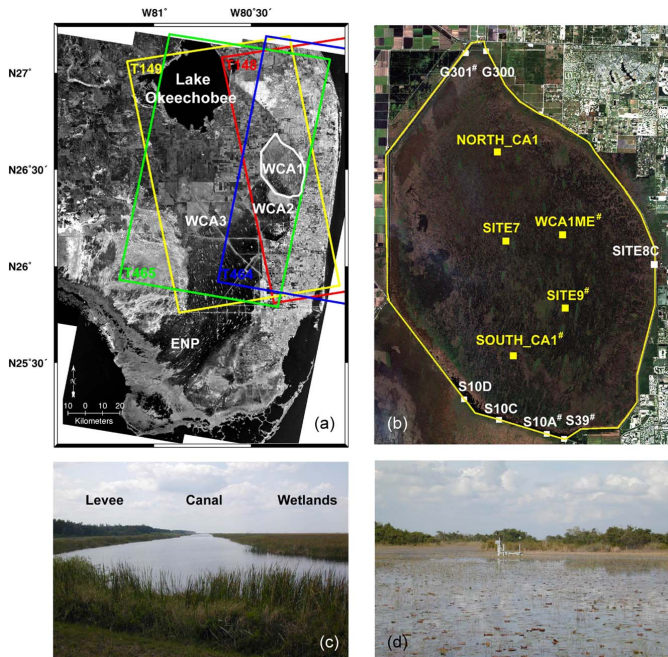 W81° W80°30'
N27°
N26°30'
N26°
N25°30'
T149
T148
Lake
Okeechobee
WCA1
WCA2
WCA3
T465
T464
ENP
N
10 0 10 20
Kilometers
(a)
G301# G300
NORTH_CA1
SITE7
WCA1ME#
SITE8C
SITE9#
SOUTH_CA1#
S10D
S10C
S10A# S39#
(b)
Levee Canal Wetlands
(c)
(d)